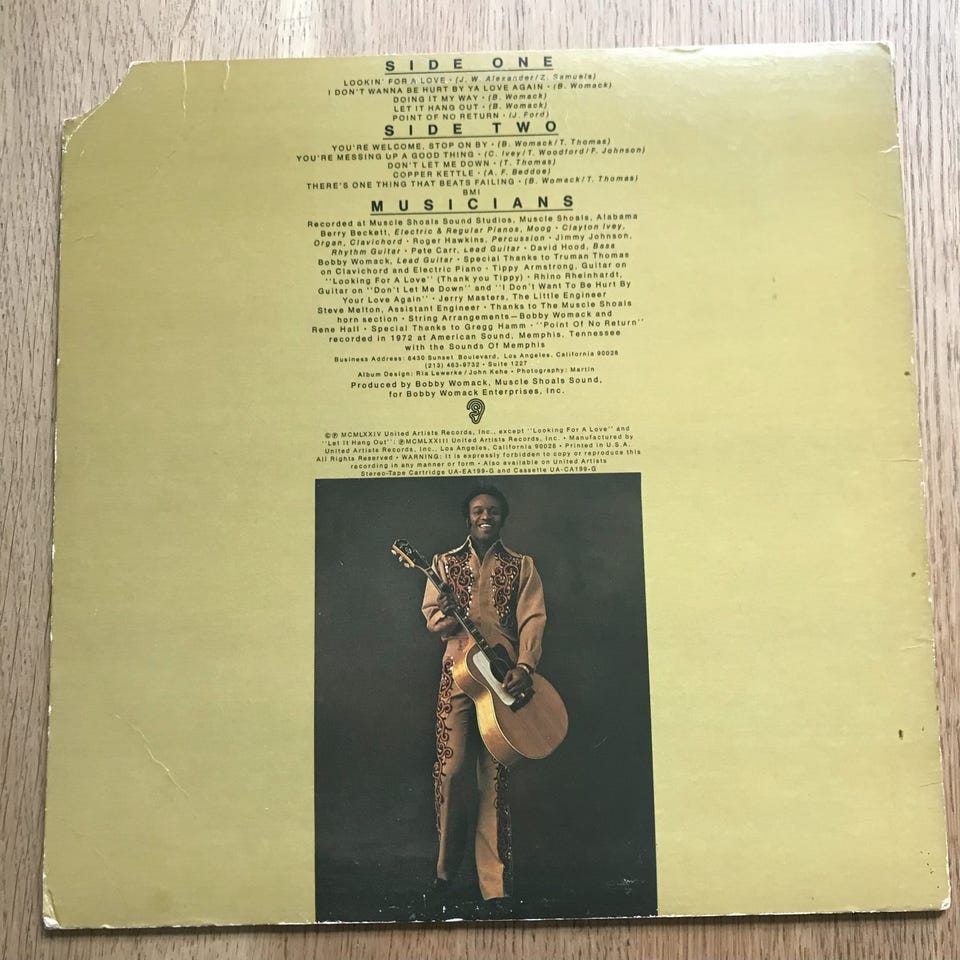 SIDE ONE
LOOKIN' FOR A LOVE • (J. W. Alexander/Z. Samuels)
I DON'T WANNA BE HURT BY YA LOVE AGAIN • (B. Womack)
DOING IT MY WAY • (B. Womack)
LET IT HANG OUT • (B. Womack)
POINT OF NO RETURN • (J. Ford)
SIDE TWO
YOU'RE WELCOME, STOP ON BY • (B. Womack/T. Thomas)
YOU'RE MESSING UP A GOOD THING • (C. Ivey/T. Woodford/F. Johnson)
DON'T LET ME DOWN • (T. Thomas)
COPPER KETTLE • (A. F. Beddoe)
THERE'S ONE THING THAT BEATS FAILING • (B. Womack/T. Thomas)
BMI
MUSICIANS
Recorded at Muscle Shoals Sound Studios, Muscle Shoals, Alabama
Berry Beckett, Electric & Regular Pianos, Moog • Clayton Ivey,
Organ, Clavichord • Roger Hawkins, Percussion • Jimmy Johnson,
Rhythm Guitar • Pete Carr, Lead Guitar • David Hood, Bass
Bobby Womack, Lead Guitar • Special Thanks to Truman Thomas
on Clavichord and Electric Piano • Tippy Armstrong, Guitar on
"Looking For A Love" (Thank you Tippy) • Rhino Rheinhardt,
Guitar on "Don't Let Me Down" and "I Don't Want To Be Hurt By
Your Love Again" • Jerry Masters, The Little Engineer
Steve Melton, Assistant Engineer • Thanks to The Muscle Shoals
horn section • String Arrangements—Bobby Womack and
Rene Hall • Special Thanks to Gregg Hamm • "Point Of No Return"
recorded in 1972 at American Sound, Memphis, Tennessee
with the Sounds Of Memphis
Business Address: 6430 Sunset Boulevard, Los Angeles, California 90028
(213) 463-9732 • Suite 1227
Album Design: Ria Lewerke/John Kehe • Photography: Martin
Produced by Bobby Womack, Muscle Shoals Sound,
for Bobby Womack Enterprises, Inc.
©℗ MCMLXXIV United Artists Records, Inc., except "Looking For A Love" and
"Let It Hang Out": ℗MCMLXXIII United Artists Records, Inc. • Manufactured by
United Artists Records, Inc., Los Angeles, California 90028 • Printed in U.S.A.
All Rights Reserved • WARNING: It is expressly forbidden to copy or reproduce this
recording in any manner or form • Also available on United Artists
Stereo-Tape Cartridge UA-EA199-G and Cassette UA-CA199-G